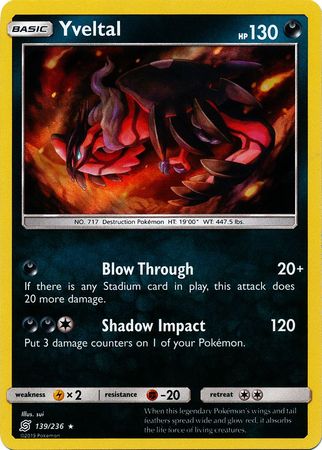 BASIC Yveltal HP 130
NO. 717 Destruction Pokémon HT: 19'00" WT: 447.5 lbs.
Blow Through 20+
If there is any Stadium card in play, this attack does
20 more damage.
Shadow Impact 120
Put 3 damage counters on 1 of your Pokémon.
weakness × 2 resistance -20 retreat
Illus. sui
139/236 ★
©2019 Pokémon
When this legendary Pokémon's wings and tail
feathers spread wide and glow red, it absorbs
the life force of living creatures.